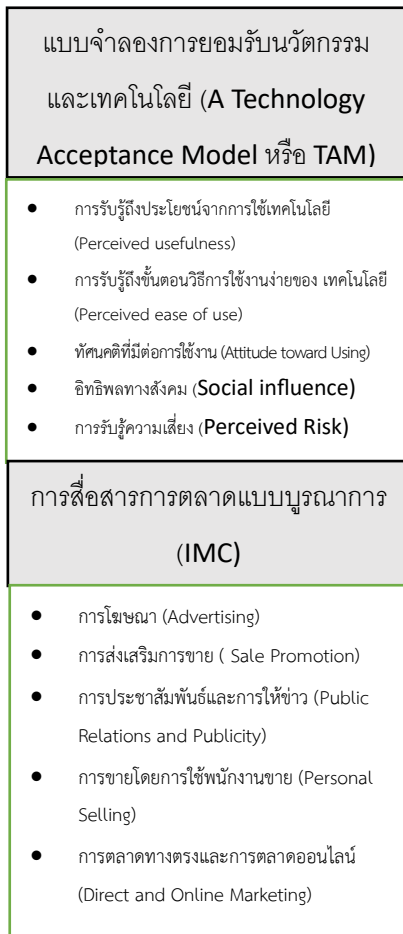 แบบจำลองการยอมรับนวัตกรรม
และเทคโนโลยี (A Technology
Acceptance Model หรือ TAM)
● การรับรู้ถึงประโยชน์จากการใช้เทคโนโลยี
(Perceived usefulness)
● การรับรู้ถึงขั้นตอนวิธีการใช้งานง่ายของ เทคโนโลยี
(Perceived ease of use)
● ทัศนคติที่มีต่อการใช้งาน (Attitude toward Using)
● อิทธิพลทางสังคม (Social influence)
● การรับรู้ความเสี่ยง (Perceived Risk)
การสื่อสารการตลาดแบบบูรณาการ
(IMC)
● การโฆษณา (Advertising)
● การส่งเสริมการขาย ( Sale Promotion)
● การประชาสัมพันธ์และการให้ข่าว (Public
Relations and Publicity)
● การขายโดยการใช้พนักงานขาย (Personal
Selling)
● การตลาดทางตรงและการตลาดออนไลน์
(Direct and Online Marketing)